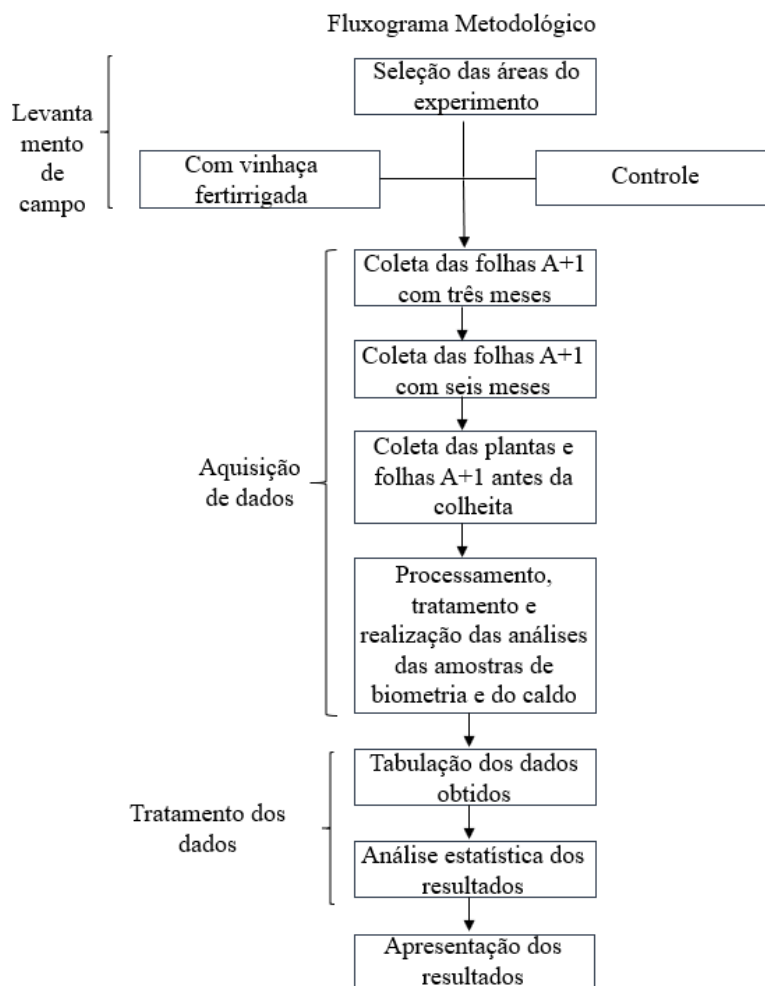 Fluxograma Metodológico
Seleção das áreas do
experimento
Levanta
mento
de
campo
Com vinhaça
fertirrigada
Controle
Coleta das folhas A+1
com três meses
Coleta das folhas A+1
com seis meses
Coleta das plantas e
folhas A+1 antes da
colheita
Aquisição
de dados
Processamento,
tratamento e
realização das análises
das amostras de
biometria e do caldo
Tabulação dos dados
obtidos
Tratamento dos
dados
Análise estatística dos
resultados
Apresentação dos
resultados